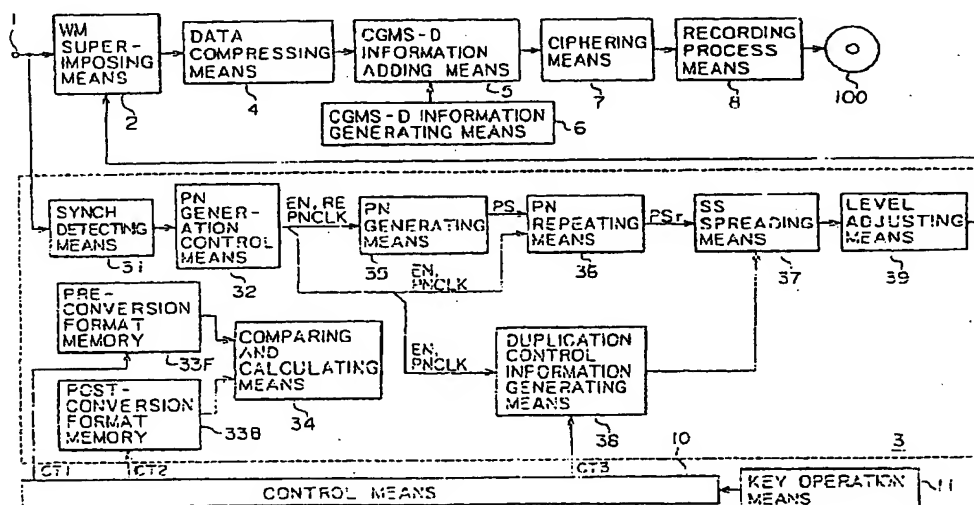 1
WM
SUPER-
IMPOSING
MEANS
2
DATA
COMPRESSING
MEANS
4
CGMS-D
INFORMATION
ADDING MEANS
5
CIPHERING
MEANS
7
RECORDING
PROCESS
MEANS
8
100
CGMS-D INFORMATION
GENERATING MEANS
6
SYNCH
DETECTING
MEANS
31
PN
GENER-
ATION
CONTROL
MEANS
32
EN, RE
PNCLK
PN
GENERATING
MEANS
35
PS
EN,
PNCLK
PN
REPEATING
MEANS
36
PSr
SS
SPREADING
MEANS
37
LEVEL
ADJUSTING
MEANS
39
PRE-
CONVERSION
FORMAT
MEMORY
33F
POST-
CONVERSION
FORMAT
MEMORY
33B
COMPARING
AND
CALCULATING
MEANS
34
EN,
PNCLK
DUPLICATION
CONTROL
INFORMATION
GENERATING
MEANS
38
3
CT1
CT2
CT3
10
CONTROL MEANS
KEY OPERATION
MEANS
11